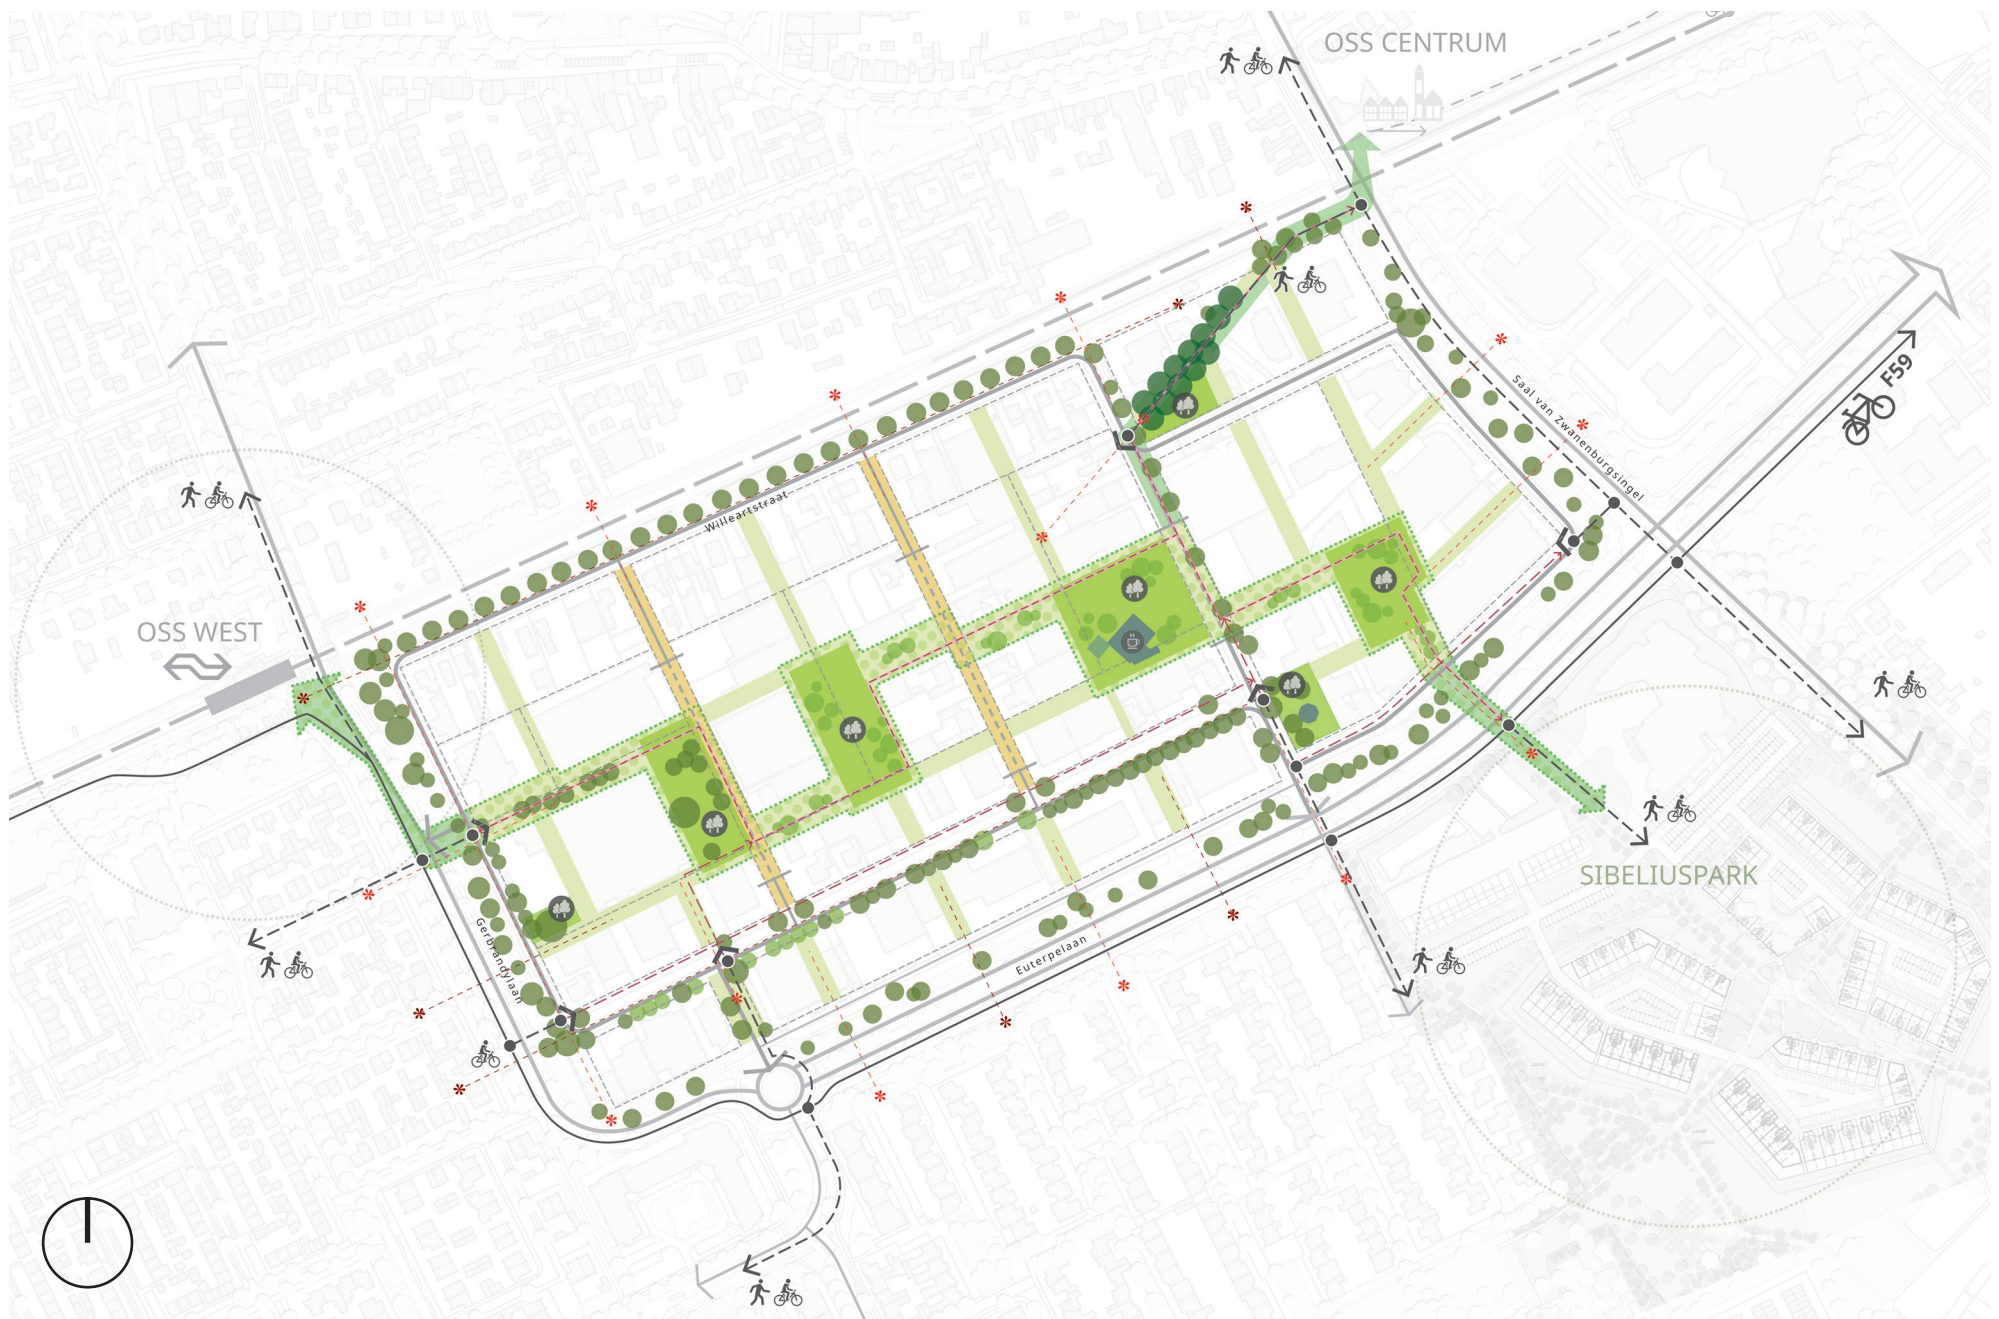 OSS CENTRUM
F59
Saal van Zwanenburgsingel
Willeartstraat
OSS WEST
SIBELIUSPARK
Gerbrandylaan
Euterpelaan